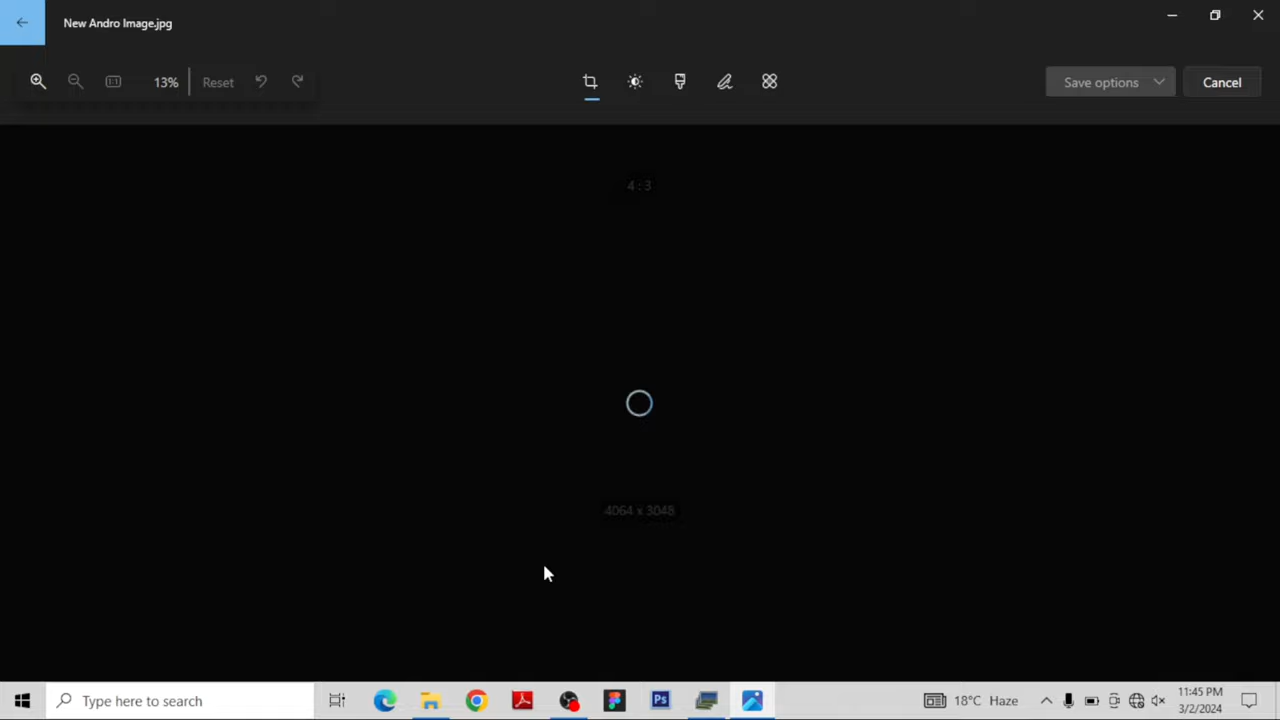 New Andro Image.jpg
13%
Reset
Save options
Cancel
4 : 3
4064 x 3048
Type here to search
Ps
18°C Haze
11:45 PM
3/2/2024